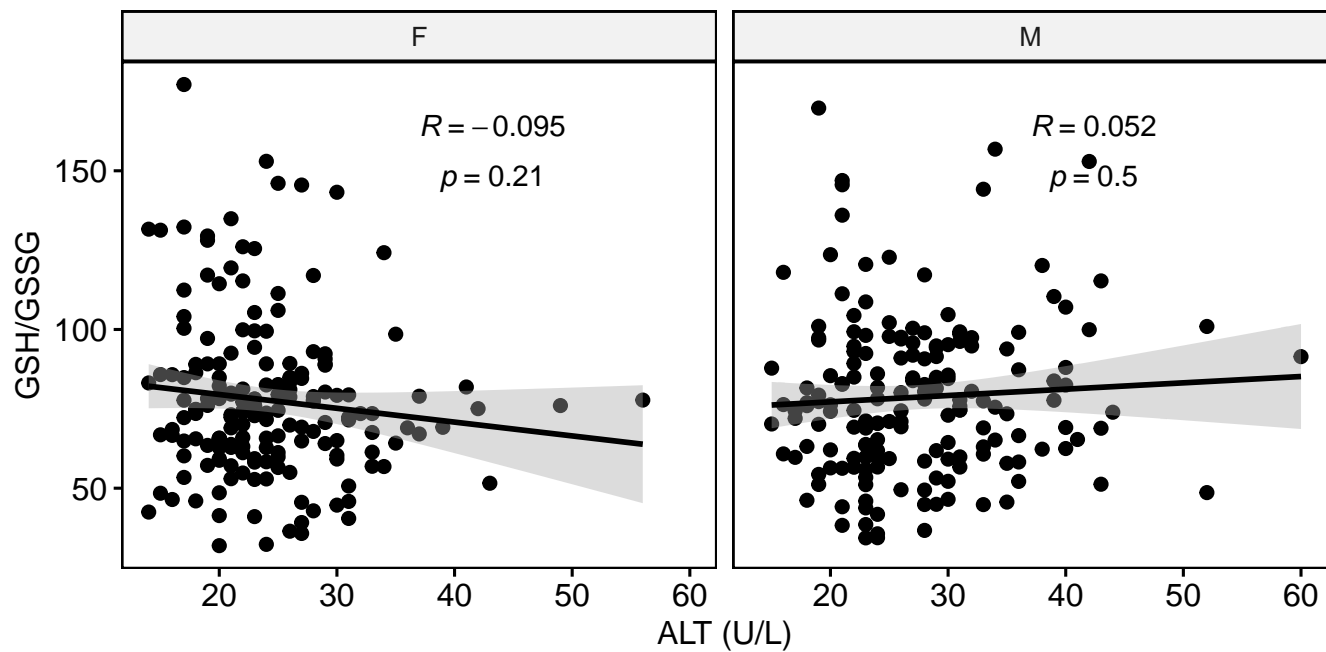 F
M
R = −0.095
p = 0.21
R = 0.052
p = 0.5
GSH/GSSG
150
100
50
20 30 40 50 60
20 30 40 50 60
ALT (U/L)